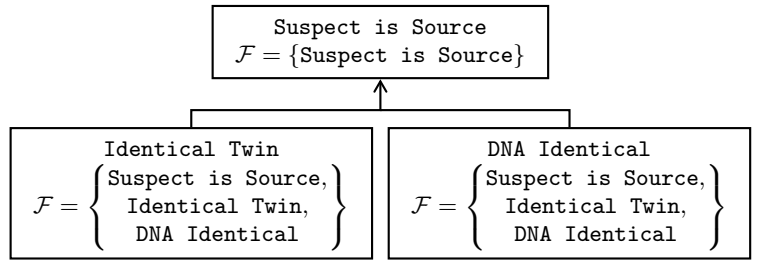 Suspect is Source
ℱ = {Suspect is Source}
Identical Twin
ℱ = {Suspect is Source,
Identical Twin,
DNA Identical}
DNA Identical
ℱ = {Suspect is Source,
Identical Twin,
DNA Identical}